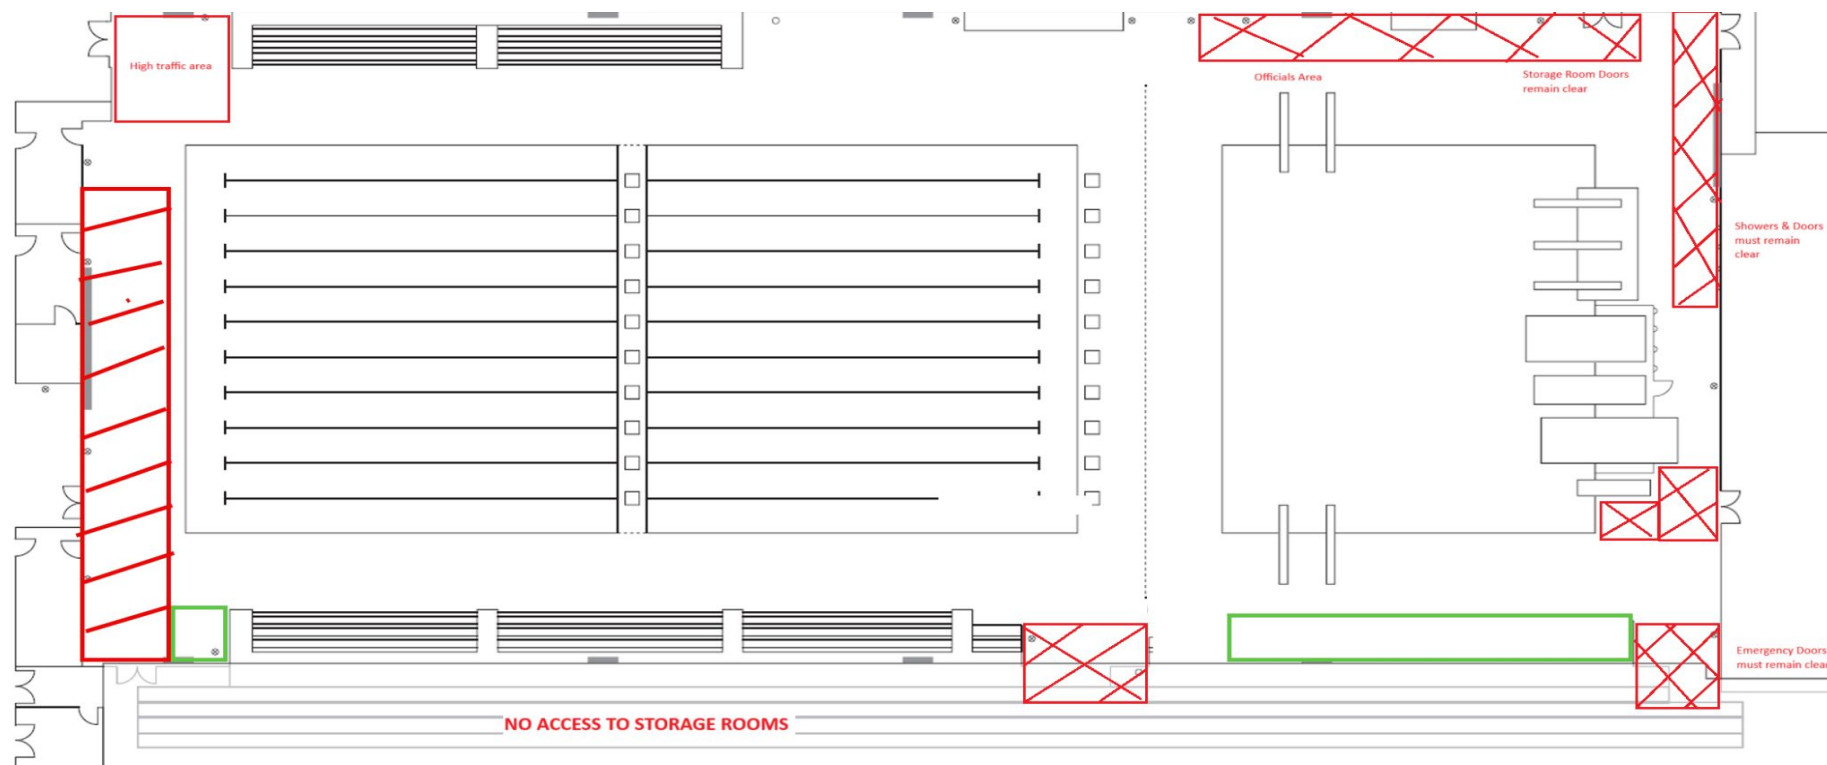 High traffic area
Officials Area
Storage Room Doors
remain clear
Showers & Doors
must remain
clear
Emergency Doors
must remain clear
NO ACCESS TO STORAGE ROOMS